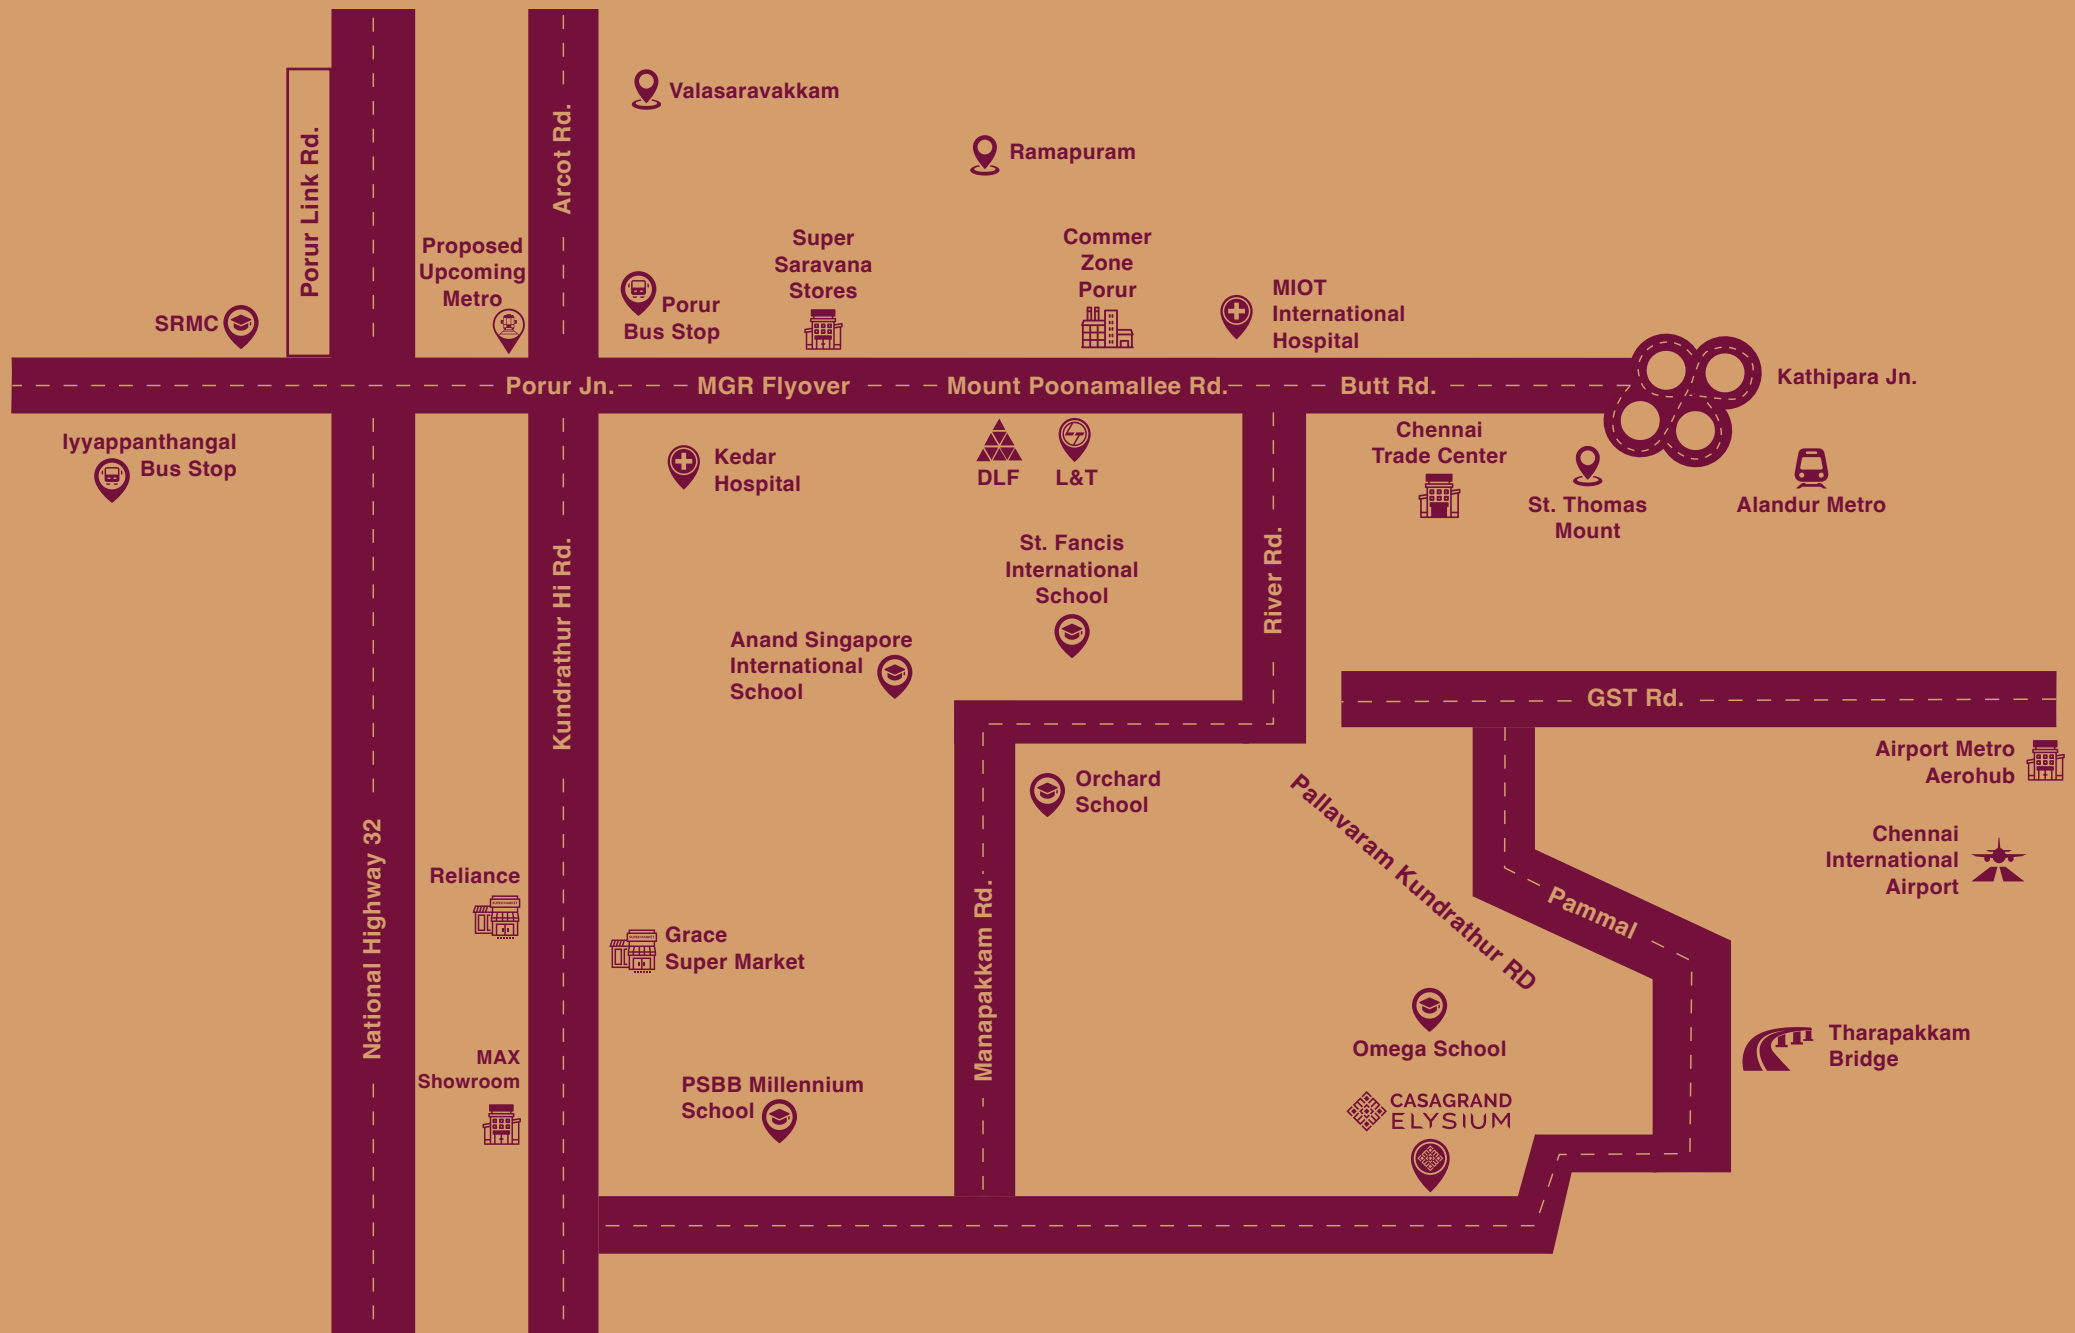 Valasaravakkam
Ramapuram
Porur Link Rd.
Arcot Rd.
Proposed
Upcoming
Metro
SRMC
Porur
Bus Stop
Super
Saravana
Stores
Commer
Zone
Porur
MIOT
International
Hospital
Porur Jn.
MGR Flyover
Mount Poonamallee Rd.
Butt Rd.
Kathipara Jn.
Iyyappanthangal
Bus Stop
Kedar
Hospital
DLF
L&T
Chennai
Trade Center
St. Thomas
Mount
Alandur Metro
St. Fancis
International
School
River Rd.
Kundrathur Hi Rd.
Anand Singapore
International
School
GST Rd.
Airport Metro
Aerohub
Orchard
School
Pallavaram Kundrathur RD
Chennai
International
Airport
National Highway 32
Reliance
SUPER MARKET
Manapakkam Rd.
Pammal
Grace
Super Market
SUPER MARKET
Omega School
Tharapakkam
Bridge
MAX
Showroom
PSBB Millennium
School
CASAGRAND
ELYSIUM